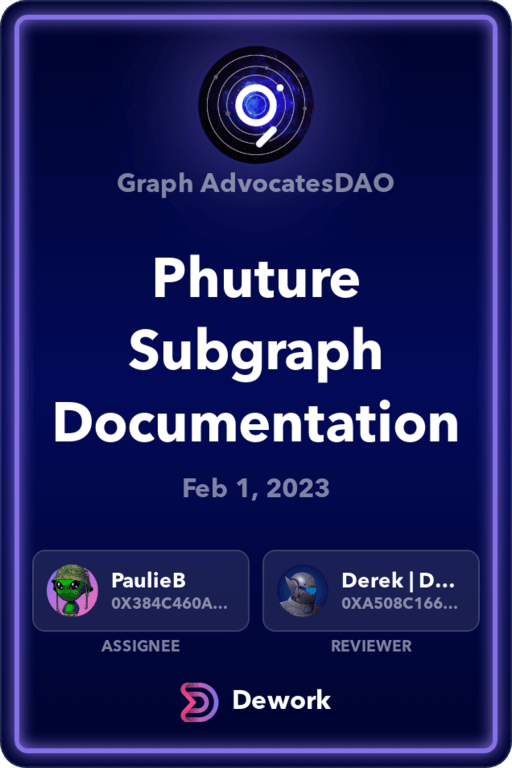 Graph AdvocatesDAO
Phuture
Subgraph
Documentation
Feb 1, 2023
PaulieB
0X384C460A...
ASSIGNEE
Derek | D...
0XA508C166...
REVIEWER
Dework